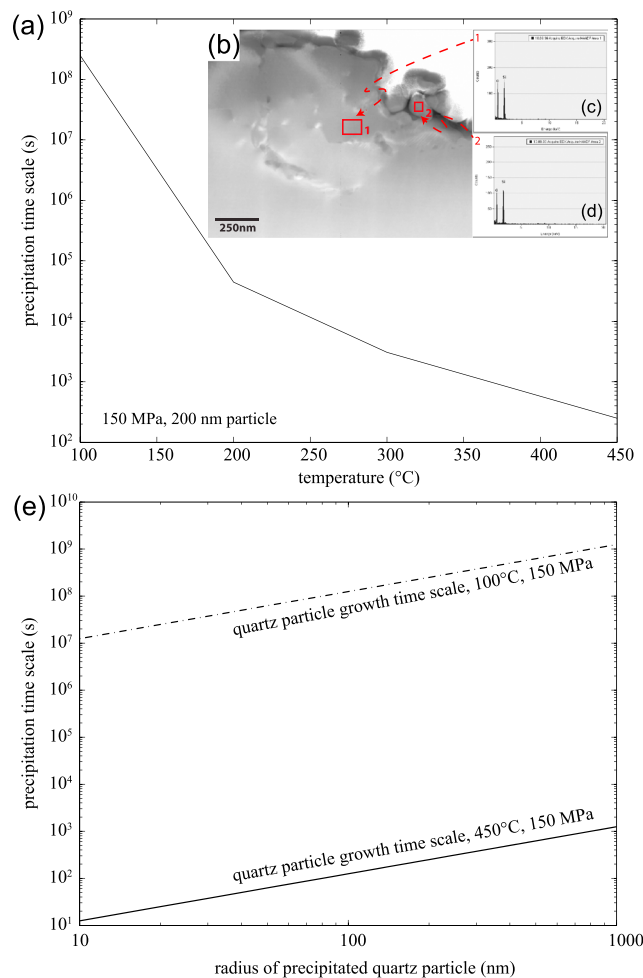 (a)
10⁹
10⁸
10⁷
10⁶
10⁵
10⁴
10³
10²
precipitation time scale (s)
(b)
1
2
250nm
1
(c)
2
(d)
150 MPa, 200 nm particle
100
150
200
250
300
350
400
450
temperature (°C)
(e)
10¹⁰
10⁹
10⁸
10⁷
10⁶
10⁵
10⁴
10³
10²
10¹
precipitation time scale (s)
quartz particle growth time scale, 100°C, 150 MPa
quartz particle growth time scale, 450°C, 150 MPa
10
100
1000
radius of precipitated quartz particle (nm)